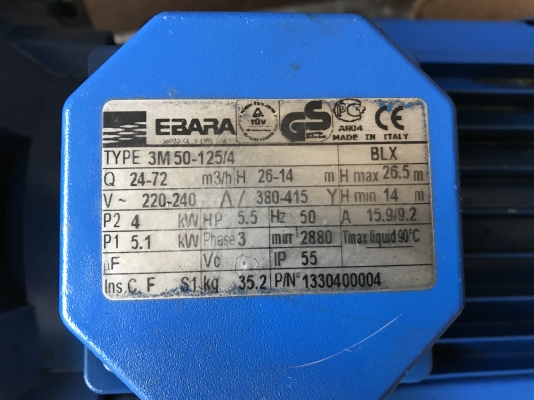 EBARA TÜV GS PC AЯ04 CE
MADE IN ITALY
TYPE 3M 50-125/4 BLX
Q 24-72 m3/h H 26-14 m H max 26.5 m
V~ 220-240 Δ / 380-415 Y H min 14 m
P2 4 kW HP 5.5 Hz 50 A 15.9/9.2
P1 5.1 kW Phase 3 min⁻¹ 2880 Tmax liquid 90°C
µF Vc IP 55
Ins.C. F S1 kg 35.2 P/N° 1330400004